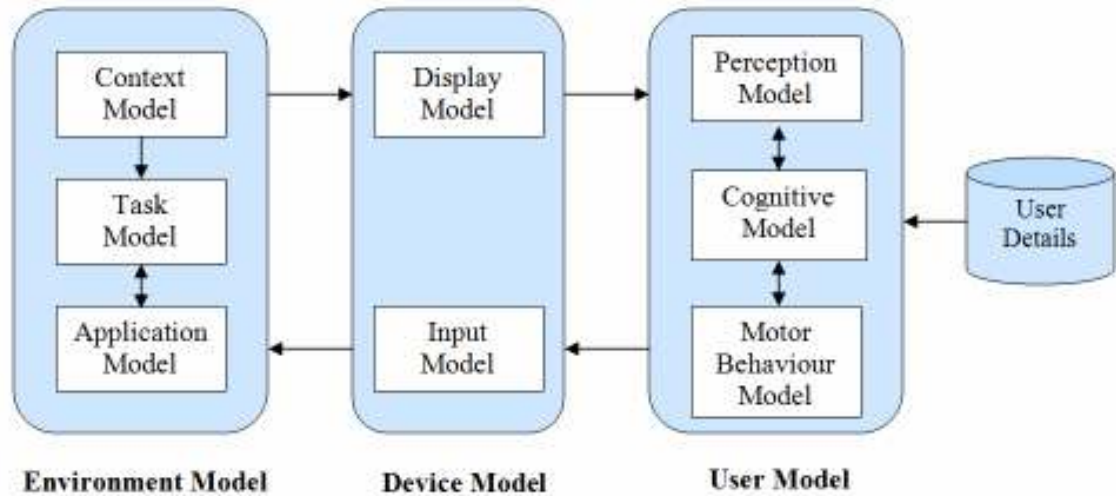 Context
Model
Task
Model
Application
Model
Display
Model
Input
Model
Perception
Model
Cognitive
Model
Motor
Behaviour
Model
User
Details
Environment Model
Device Model
User Model